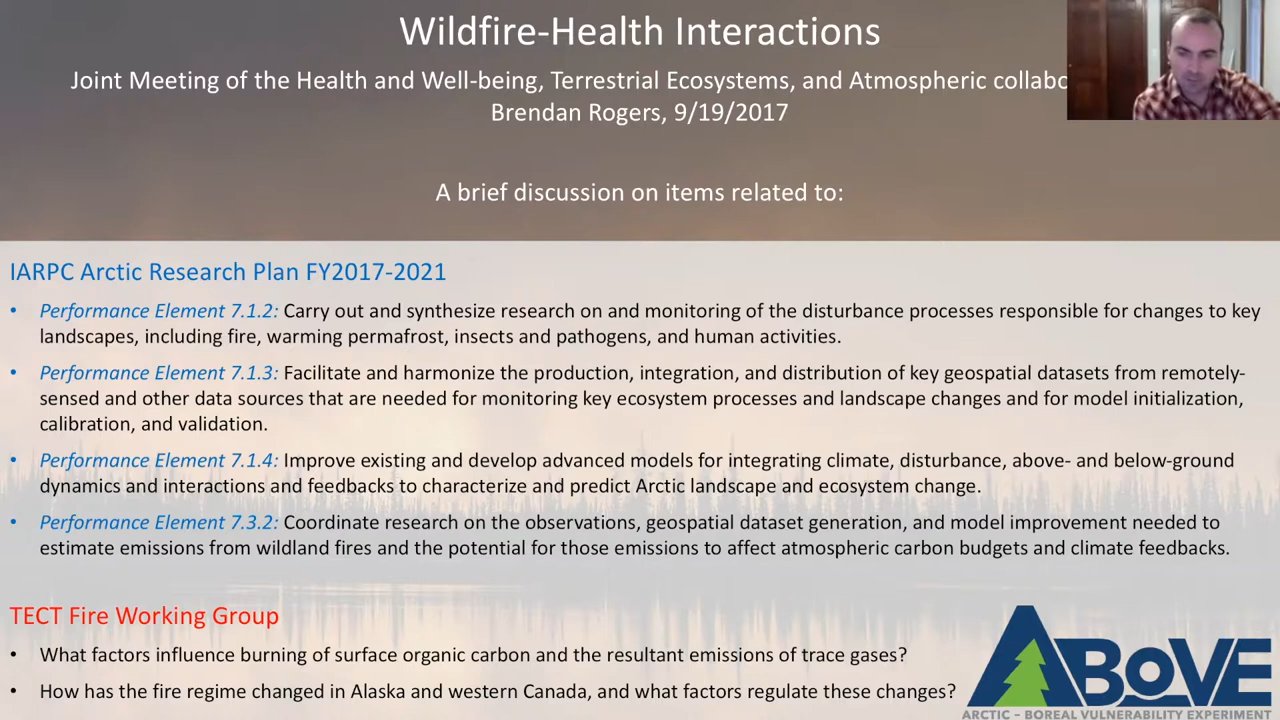 Wildfire-Health Interactions
Joint Meeting of the Health and Well-being, Terrestrial Ecosystems, and Atmospheric
Brendan Rogers, 9/19/2017
A brief discussion on items related to:
IARPC Arctic Research Plan FY2017-2021
• Performance Element 7.1.2: Carry out and synthesize research on and monitoring of the disturbance processes responsible for changes to key
landscapes, including fire, warming permafrost, insects and pathogens, and human activities.
• Performance Element 7.1.3: Facilitate and harmonize the production, integration, and distribution of key geospatial datasets from remotely-
sensed and other data sources that are needed for monitoring key ecosystem processes and landscape changes and for model initialization,
calibration, and validation.
• Performance Element 7.1.4: Improve existing and develop advanced models for integrating climate, disturbance, above- and below-ground
dynamics and interactions and feedbacks to characterize and predict Arctic landscape and ecosystem change.
• Performance Element 7.3.2: Coordinate research on the observations, geospatial dataset generation, and model improvement needed to
estimate emissions from wildland fires and the potential for those emissions to affect atmospheric carbon budgets and climate feedbacks.
TECT Fire Working Group
• What factors influence burning of surface organic carbon and the resultant emissions of trace gases?
• How has the fire regime changed in Alaska and western Canada, and what factors regulate these changes?
ABoVE
ARCTIC – BOREAL VULNERABILITY EXPERIMENT